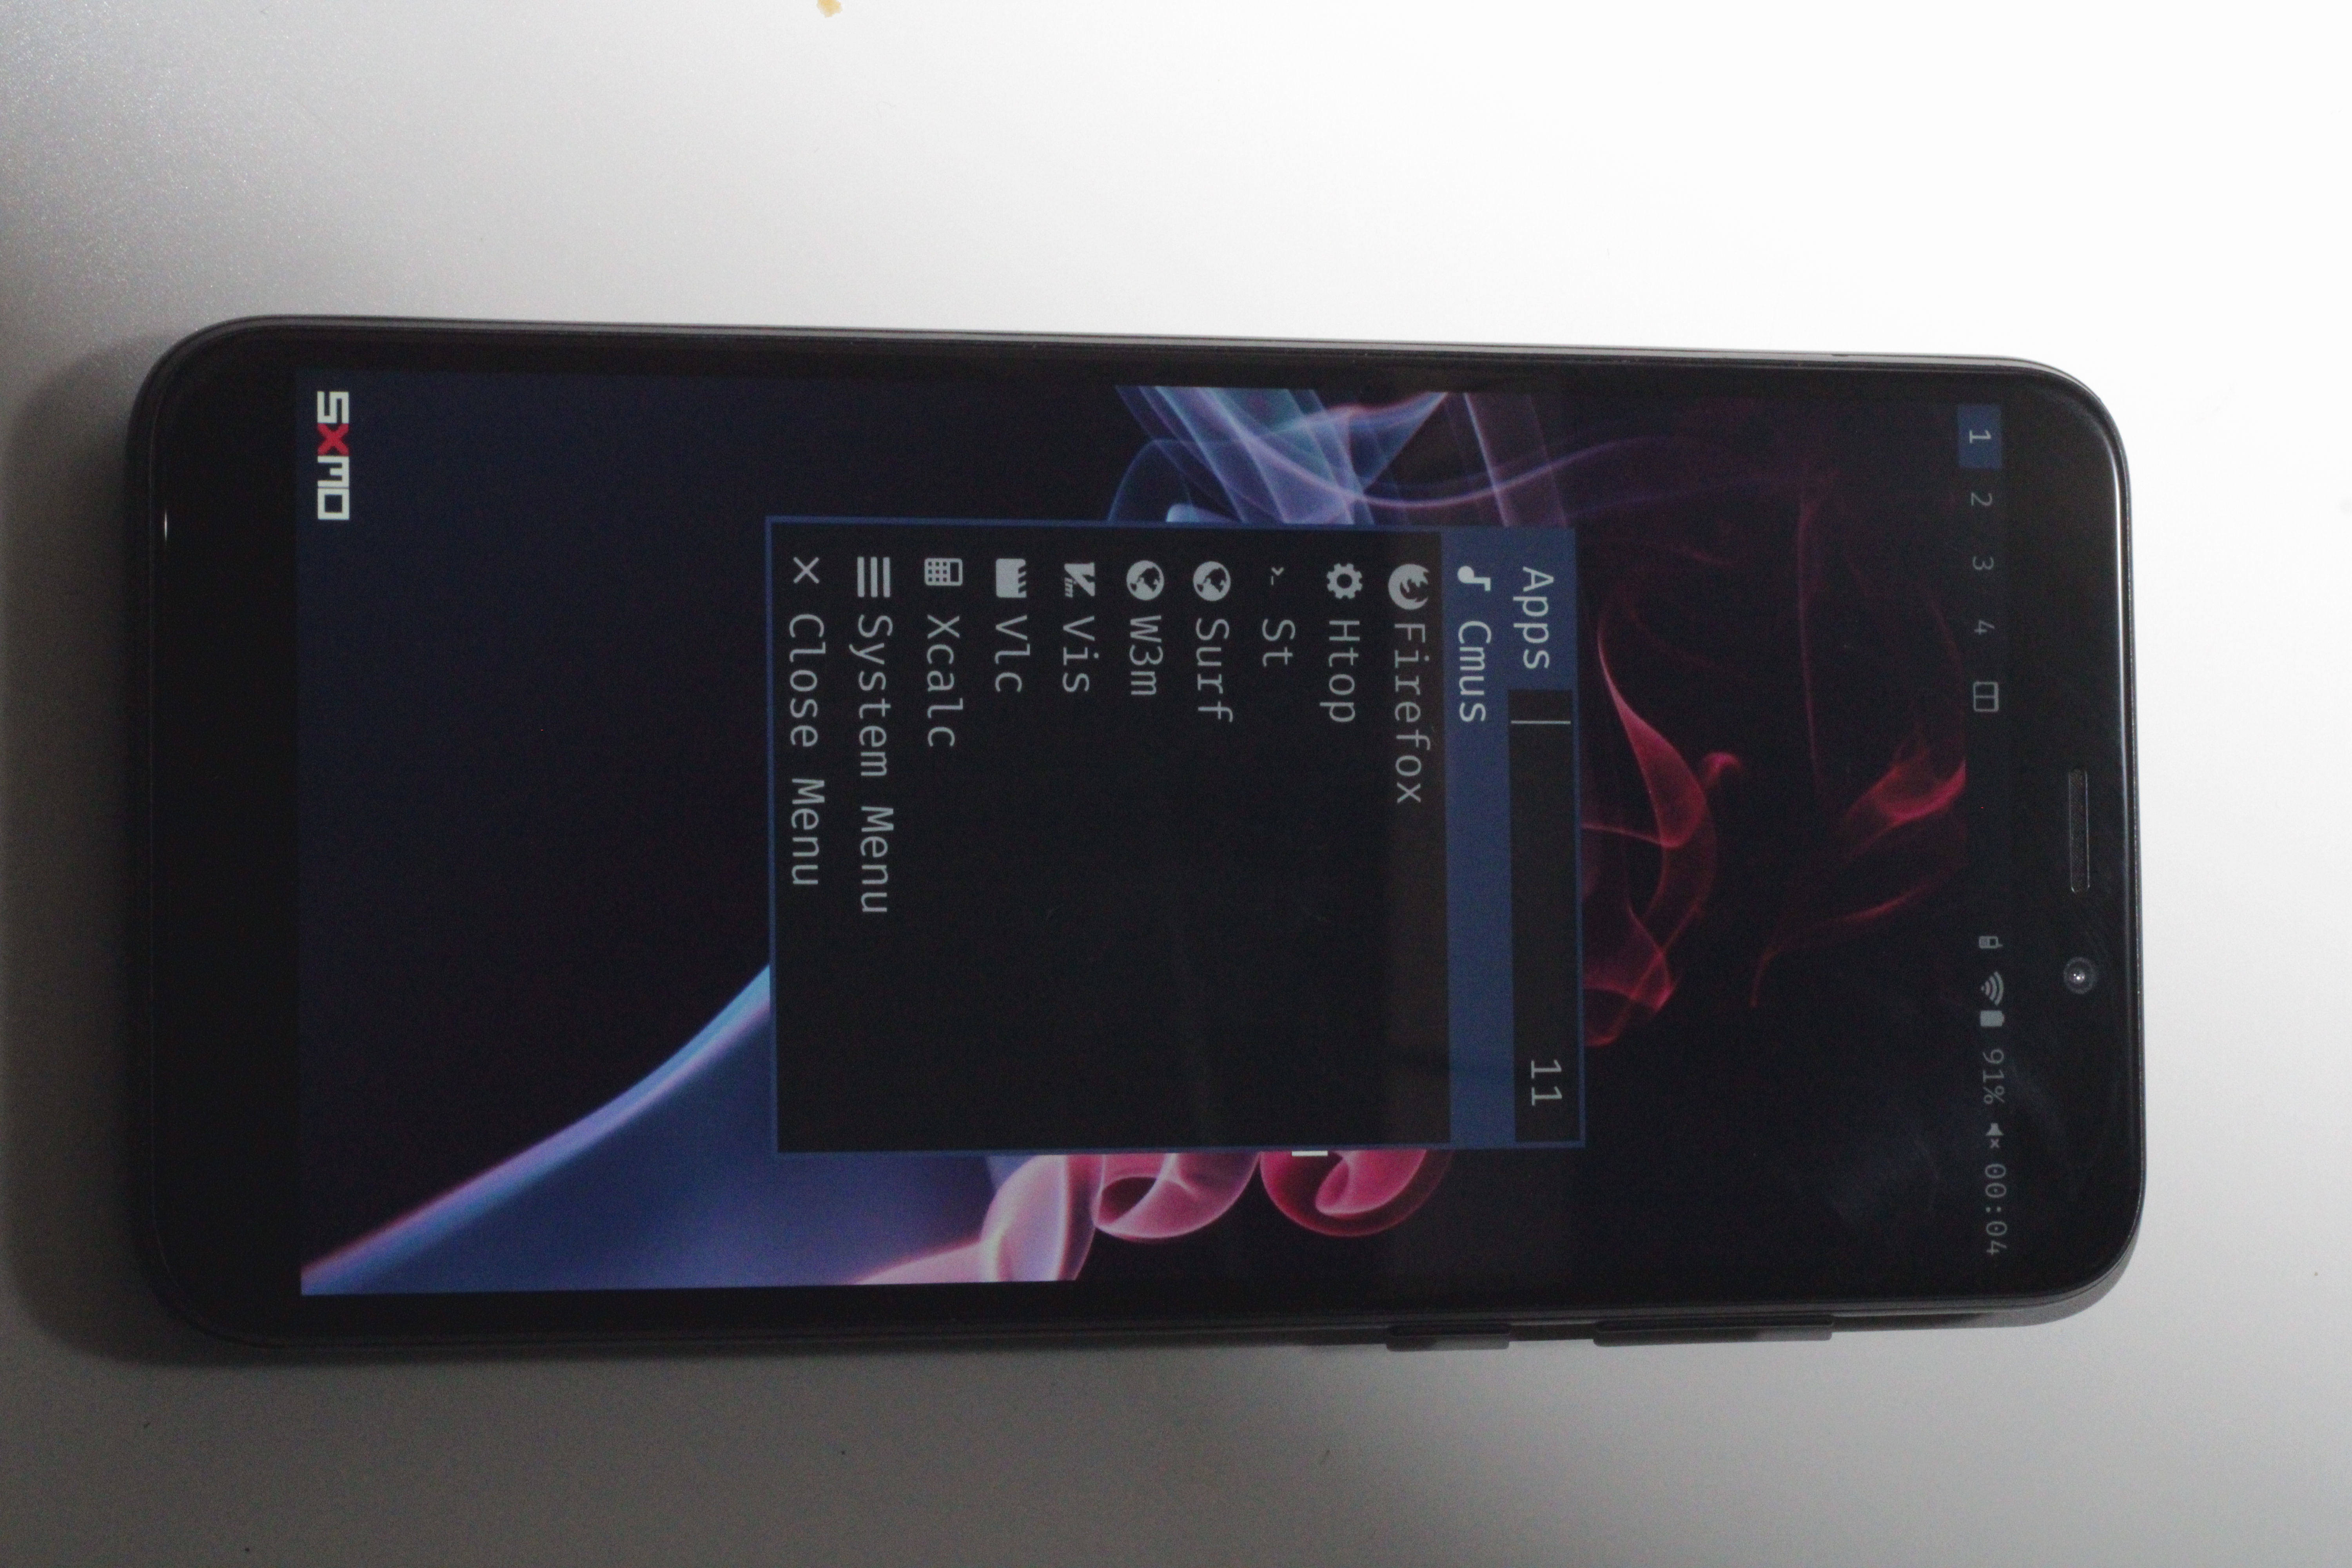 1 2 3 4 91% 00:04
Apps 11
Cmus
Firefox
Htop
St
Surf
W3m
Vis
Vlc
Xcalc
System Menu
Close Menu
sxmo